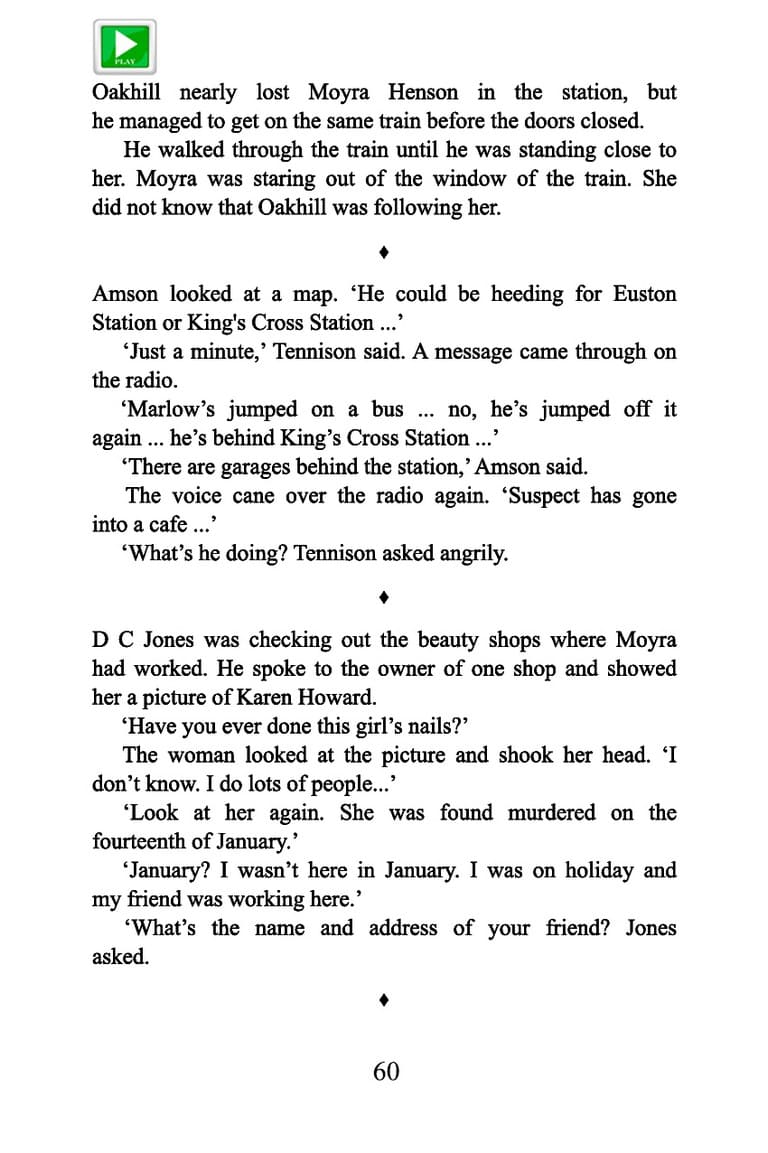 PLAY
Oakhill nearly lost Moyra Henson in the station, but
he managed to get on the same train before the doors closed.
He walked through the train until he was standing close to
her. Moyra was staring out of the window of the train. She
did not know that Oakhill was following her.
♦
Amson looked at a map. ‘He could be heeding for Euston
Station or King's Cross Station ...’
‘Just a minute,’ Tennison said. A message came through on
the radio.
‘Marlow’s jumped on a bus ... no, he’s jumped off it
again ... he’s behind King’s Cross Station ...’
‘There are garages behind the station,’ Amson said.
The voice cane over the radio again. ‘Suspect has gone
into a cafe ...’
‘What’s he doing? Tennison asked angrily.
♦
D C Jones was checking out the beauty shops where Moyra
had worked. He spoke to the owner of one shop and showed
her a picture of Karen Howard.
‘Have you ever done this girl’s nails?’
The woman looked at the picture and shook her head. ‘I
don’t know. I do lots of people...’
‘Look at her again. She was found murdered on the
fourteenth of January.’
‘January? I wasn’t here in January. I was on holiday and
my friend was working here.’
‘What’s the name and address of your friend? Jones
asked.
♦
60